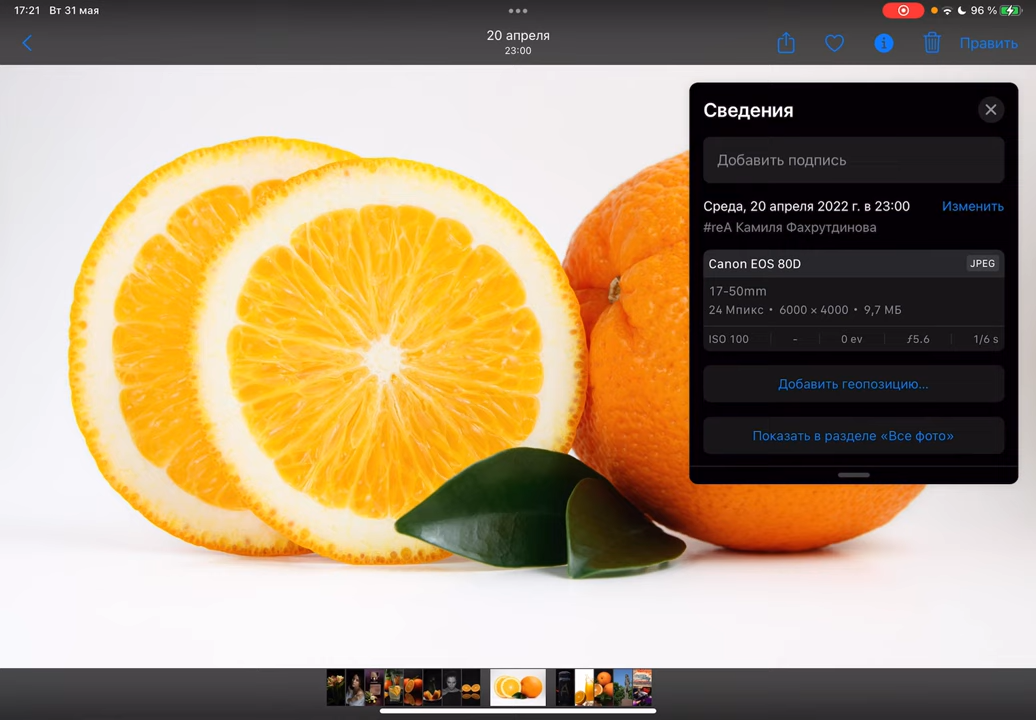 17:21 Вт 31 мая
96 %
20 апреля
23:00
Править
Сведения
Добавить подпись
Среда, 20 апреля 2022 г. в 23:00 Изменить
#reA Камиля Фахрутдинова
Canon EOS 80D JPEG
17-50mm
24 Мпикс • 6000 × 4000 • 9,7 МБ
ISO 100 - 0 ev ƒ5.6 1/6 s
Добавить геопозицию...
Показать в разделе «Все фото»